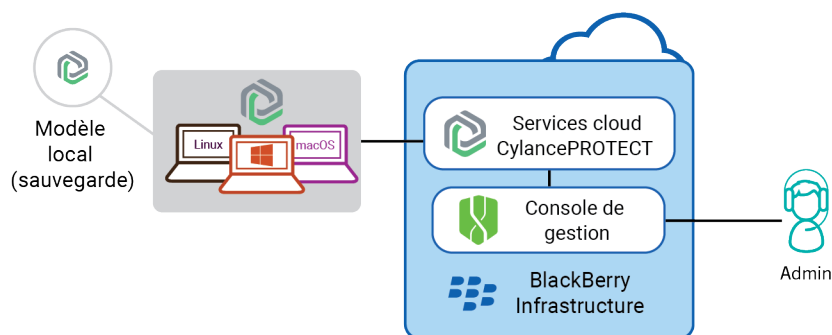 Modèle
local
(sauvegarde)
Linux
macOS
Services cloud
CylancePROTECT
Console de
gestion
BlackBerry
Infrastructure
Admin